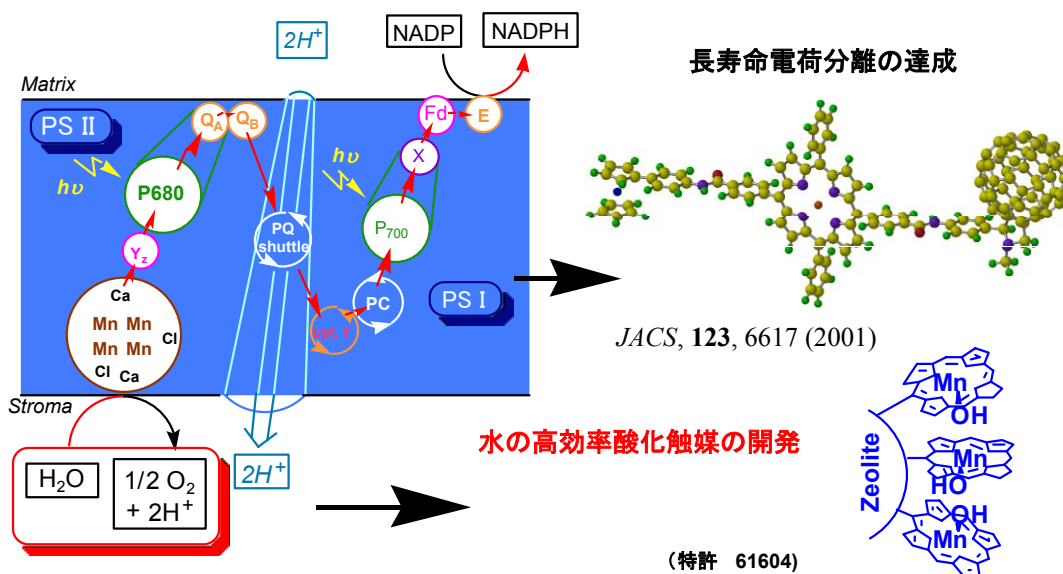 2H⁺
NADP
NADPH
長寿命電荷分離の達成
Matrix
PS II
Q_A
Q_B
Fd
E
hν
P680
X
hν
P₇₀₀
PQ
shuttle
Y_z
PC
PS I
cyt. f
Ca
Mn Mn
Mn Mn
Cl
Cl
Ca
JACS, 123, 6617 (2001)
Stroma
H₂O
1/2 O₂
+ 2H⁺
2H⁺
水の高効率酸化触媒の開発
Zeolite
Mn
OH
Mn
HO
OH
Mn
(特許 61604)